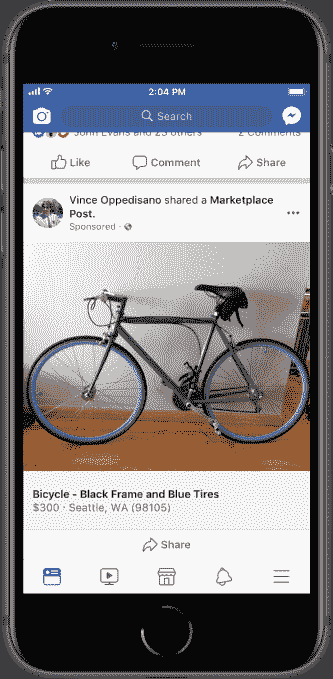 2:04 PM
Search
John Evans and 23 others 2 Comments
Like Comment Share
Vince Oppedisano shared a Marketplace
Post.
Sponsored ·
Bicycle - Black Frame and Blue Tires
$300 · Seattle, WA (98105)
Share